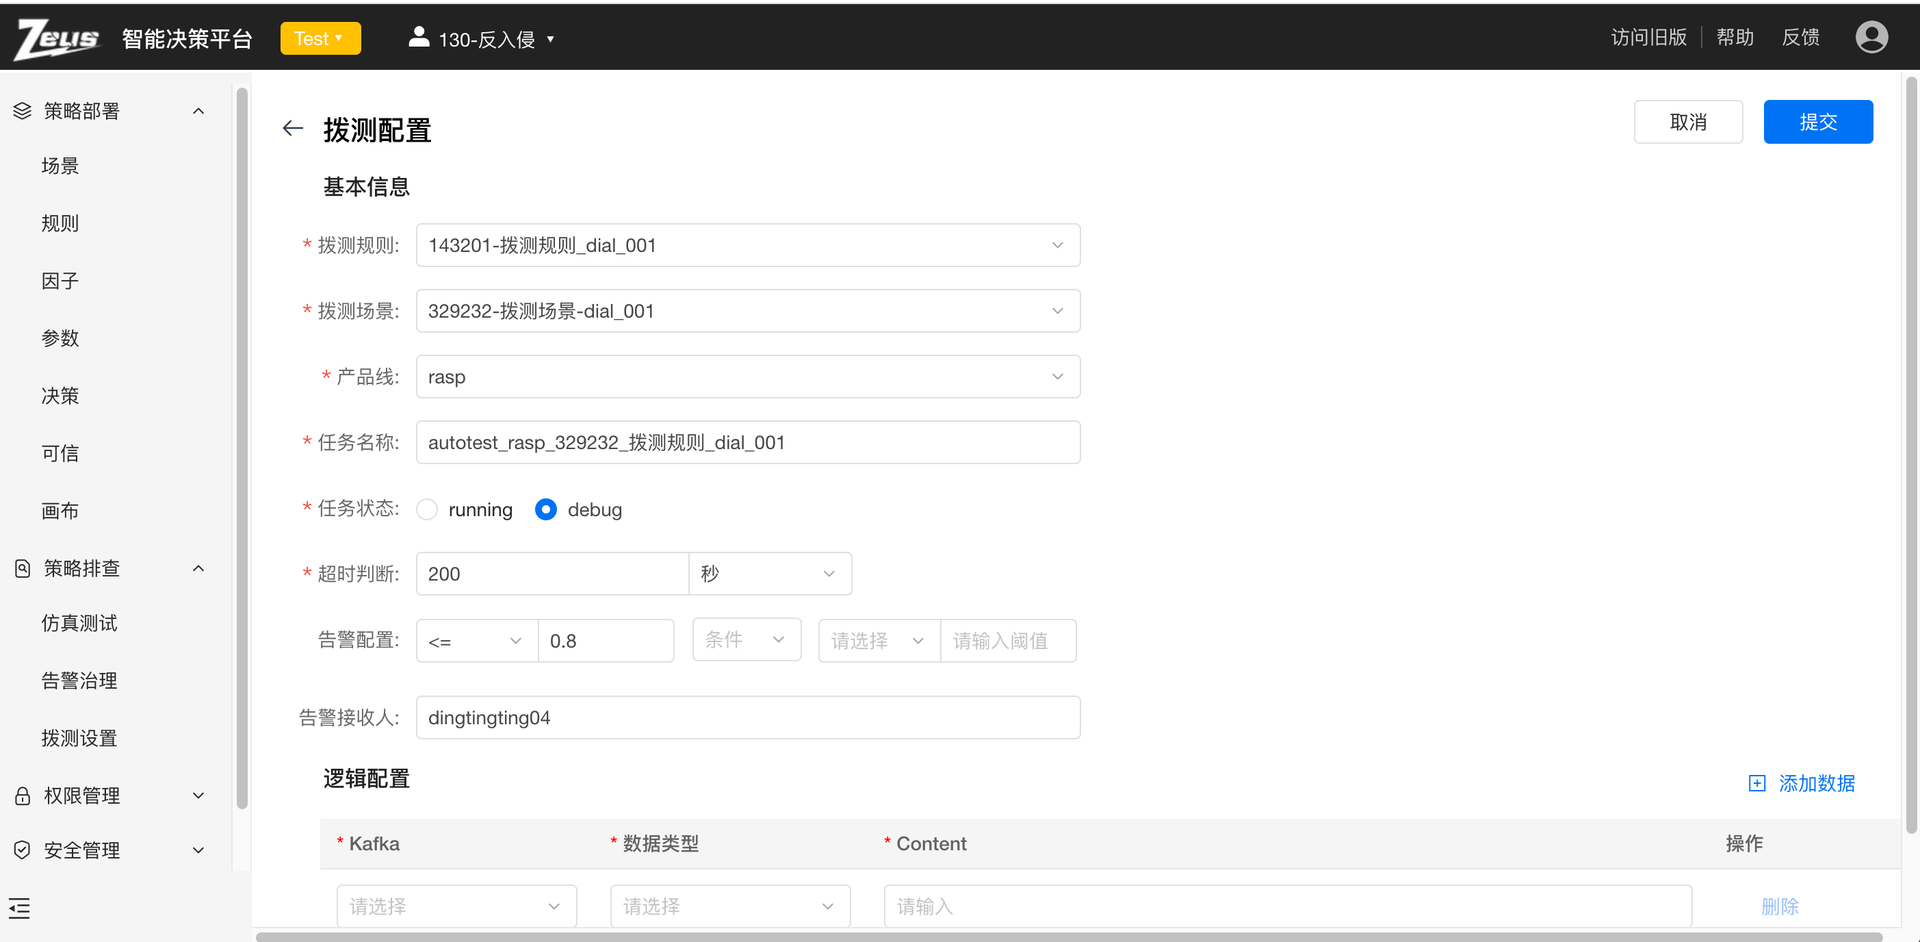 Zeus 智能决策平台 Test 130-反入侵 访问旧版 帮助 反馈
策略部署
场景
规则
因子
参数
决策
可信
画布
策略排查
仿真测试
告警治理
拨测设置
权限管理
安全管理
拨测配置 取消 提交
基本信息
* 拨测规则: 143201-拨测规则_dial_001
* 拨测场景: 329232-拨测场景-dial_001
* 产品线: rasp
* 任务名称: autotest_rasp_329232_拨测规则_dial_001
* 任务状态: running debug
* 超时判断: 200 秒
告警配置: <= 0.8 条件 请选择 请输入阈值
告警接收人: dingtingting04
逻辑配置 添加数据
* Kafka * 数据类型 * Content 操作
请选择 请选择 请输入 删除